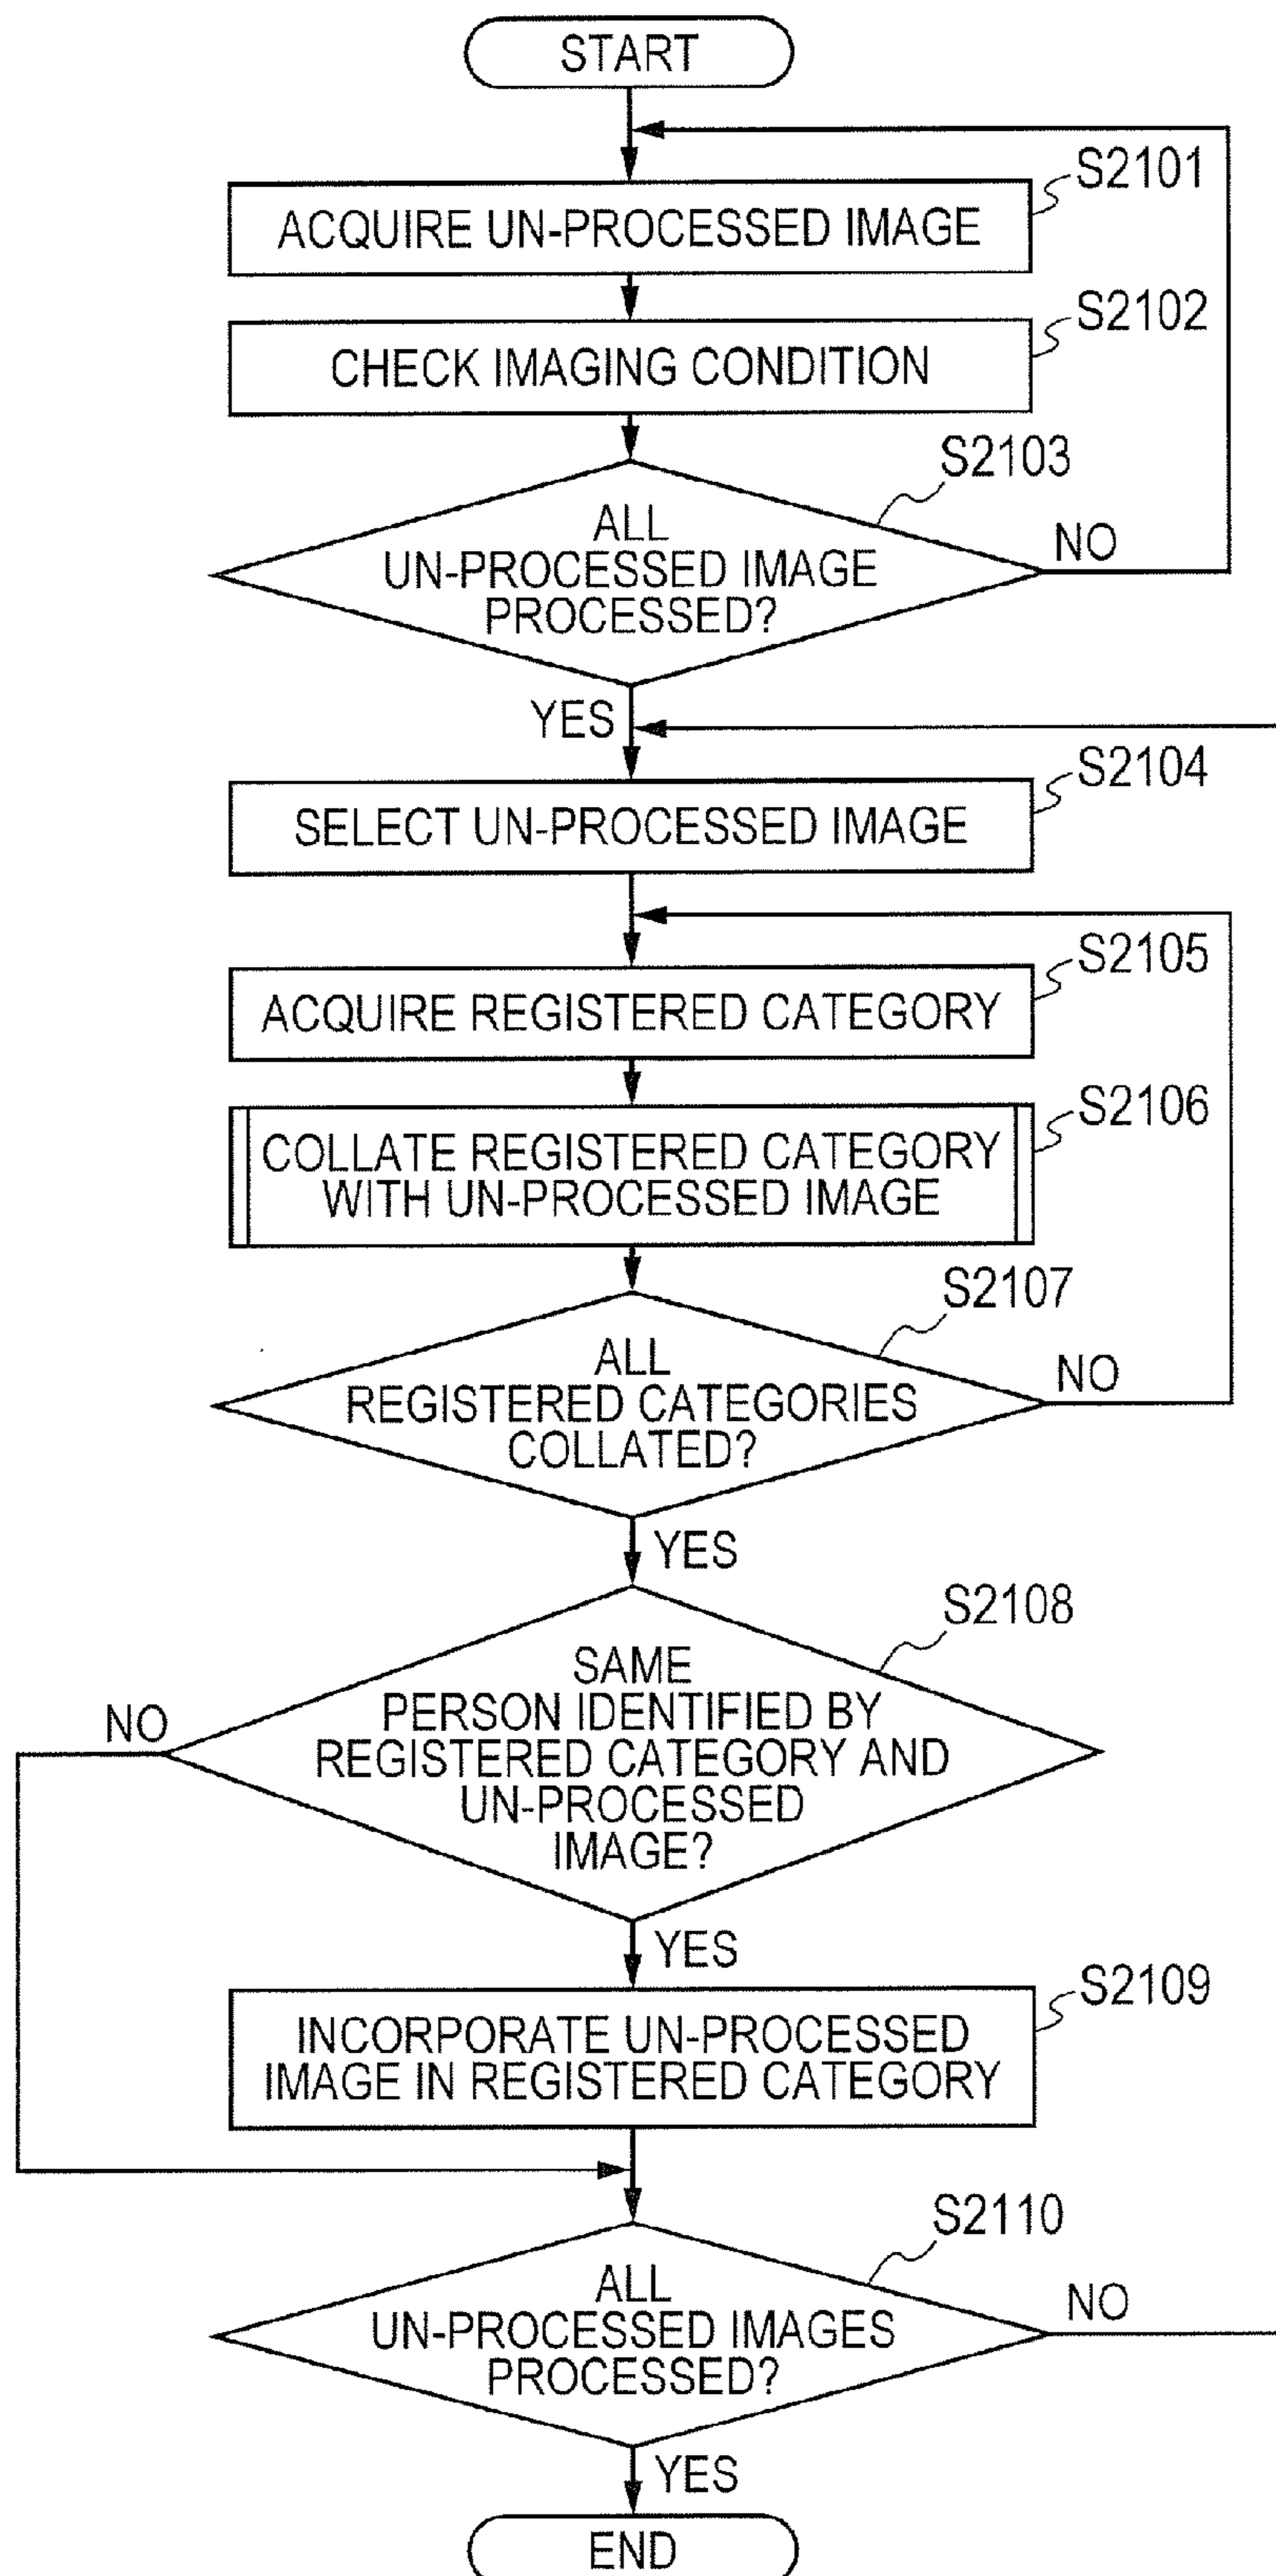 START
S2101
ACQUIRE UN-PROCESSED IMAGE
S2102
CHECK IMAGING CONDITION
S2103
ALL
UN-PROCESSED IMAGE
PROCESSED?
NO
YES
S2104
SELECT UN-PROCESSED IMAGE
S2105
ACQUIRE REGISTERED CATEGORY
S2106
COLLATE REGISTERED CATEGORY
WITH UN-PROCESSED IMAGE
S2107
ALL
REGISTERED CATEGORIES
COLLATED?
NO
YES
S2108
SAME
PERSON IDENTIFIED BY
REGISTERED CATEGORY AND
UN-PROCESSED
IMAGE?
NO
YES
S2109
INCORPORATE UN-PROCESSED
IMAGE IN REGISTERED CATEGORY
S2110
ALL
UN-PROCESSED IMAGES
PROCESSED?
NO
YES
END